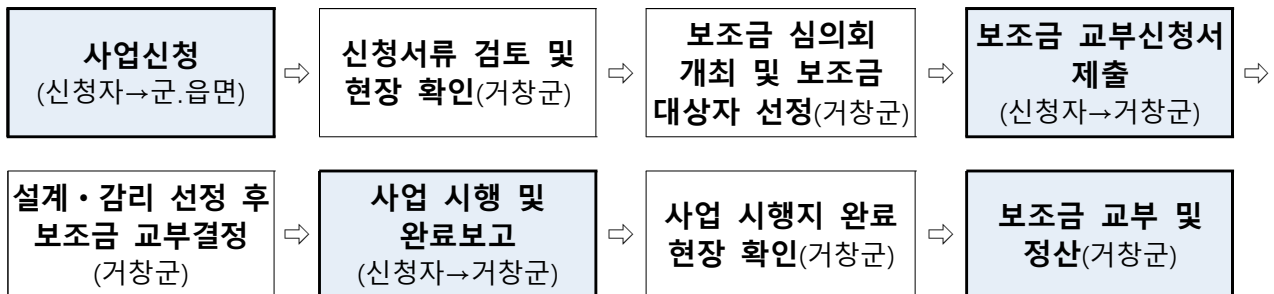 사업신청
(신청자→군.읍면)
⇨
신청서류 검토 및
현장 확인(거창군)
⇨
보조금 심의회
개최 및 보조금
대상자 선정(거창군)
⇨
보조금 교부신청서
제출
(신청자→거창군)
⇨
설계・감리 선정 후
보조금 교부결정
(거창군)
⇨
사업 시행 및
완료보고
(신청자→거창군)
⇨
사업 시행지 완료
현장 확인(거창군)
⇨
보조금 교부 및
정산(거창군)